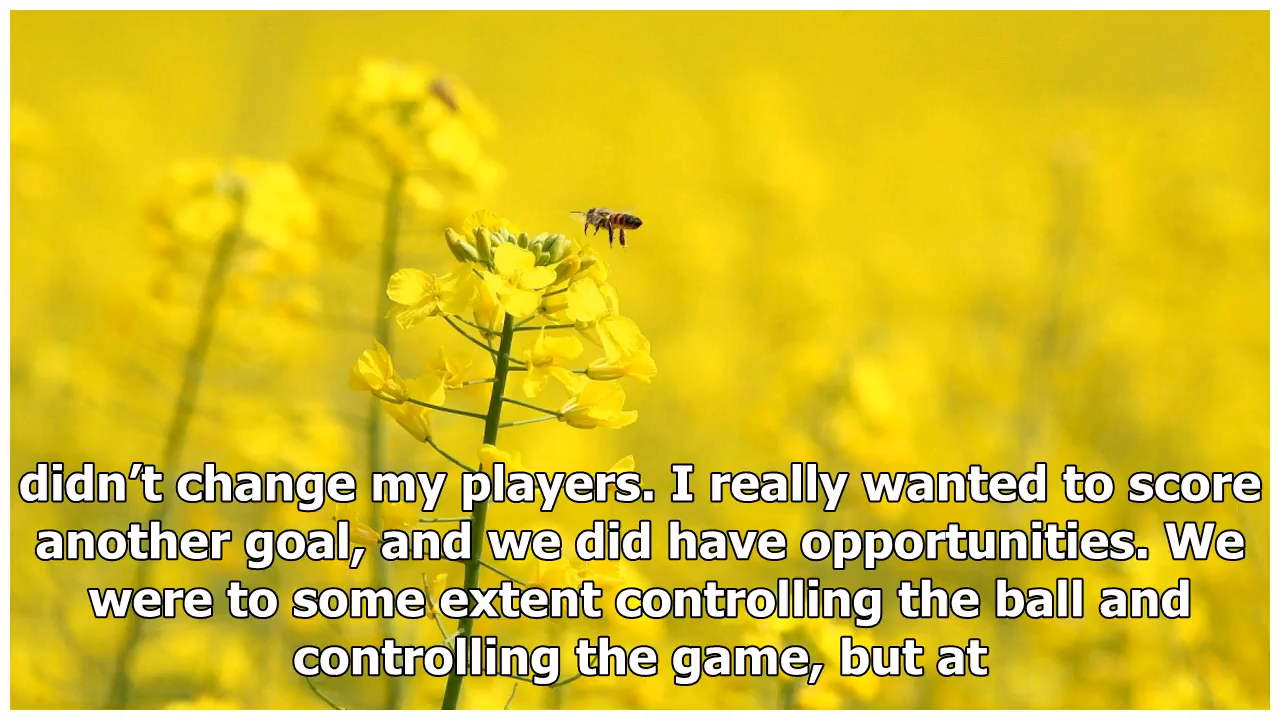 didn’t change my players. I really wanted to score
another goal, and we did have opportunities. We
were to some extent controlling the ball and
controlling the game, but at